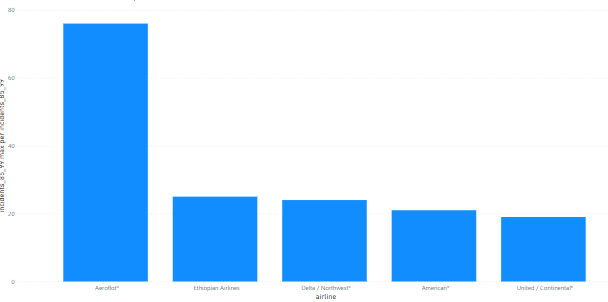 80
60
40
20
0
incidents_85_99 max per incidents_85_99
Aeroflot*
Ethiopian Airlines
Delta / Northwest*
American*
United / Continental*
airline